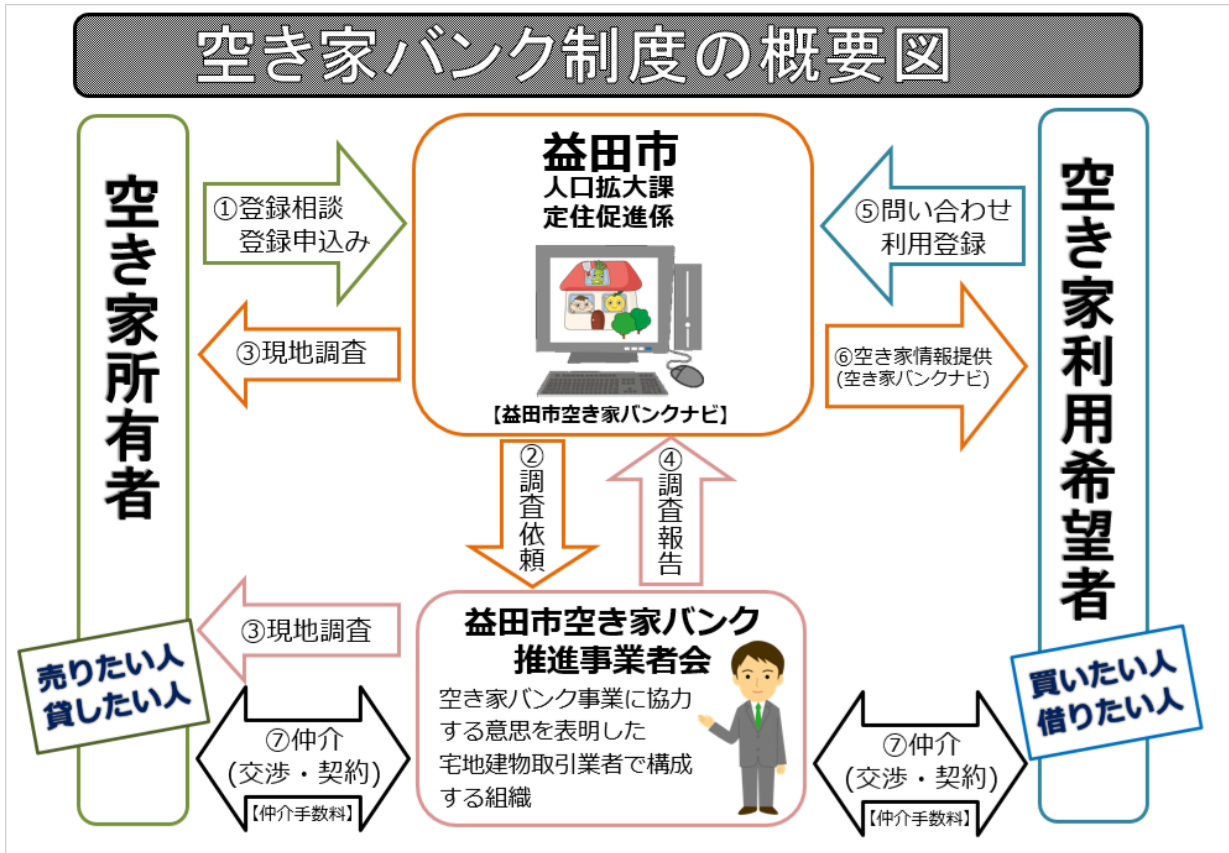 空き家バンク制度の概要図
空き家所有者
売りたい人
貸したい人
①登録相談
登録申込み
③現地調査
益田市
人口拡大課
定住促進係
【益田市空き家バンクナビ】
⑤問い合わせ
利用登録
⑥空き家情報提供
(空き家バンクナビ)
空き家利用希望者
買いたい人
借りたい人
②調査依頼
④調査報告
③現地調査
益田市空き家バンク
推進事業者会
空き家バンク事業に協力
する意思を表明した
宅地建物取引業者で構成
する組織
⑦仲介
(交渉・契約)
【仲介手数料】
⑦仲介
(交渉・契約)
【仲介手数料】